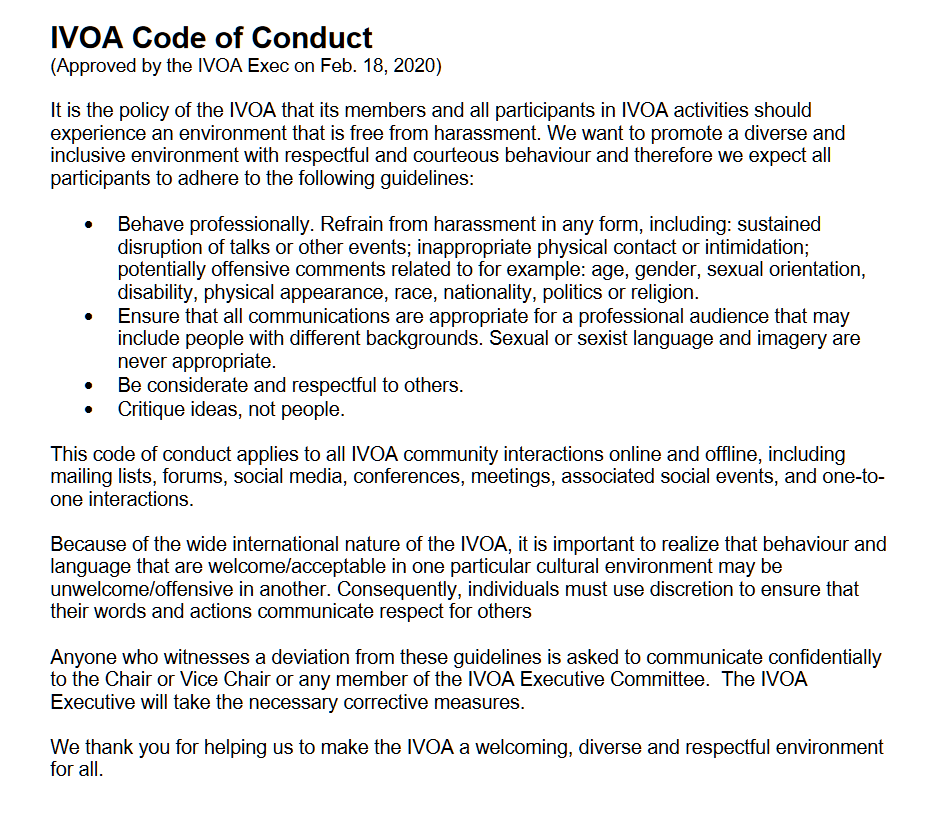 IVOA Code of Conduct
(Approved by the IVOA Exec on Feb. 18, 2020)
It is the policy of the IVOA that its members and all participants in IVOA activities should
experience an environment that is free from harassment. We want to promote a diverse and
inclusive environment with respectful and courteous behaviour and therefore we expect all
participants to adhere to the following guidelines:
• Behave professionally. Refrain from harassment in any form, including: sustained
disruption of talks or other events; inappropriate physical contact or intimidation;
potentially offensive comments related to for example: age, gender, sexual orientation,
disability, physical appearance, race, nationality, politics or religion.
• Ensure that all communications are appropriate for a professional audience that may
include people with different backgrounds. Sexual or sexist language and imagery are
never appropriate.
• Be considerate and respectful to others.
• Critique ideas, not people.
This code of conduct applies to all IVOA community interactions online and offline, including
mailing lists, forums, social media, conferences, meetings, associated social events, and one-to-
one interactions.
Because of the wide international nature of the IVOA, it is important to realize that behaviour and
language that are welcome/acceptable in one particular cultural environment may be
unwelcome/offensive in another. Consequently, individuals must use discretion to ensure that
their words and actions communicate respect for others
Anyone who witnesses a deviation from these guidelines is asked to communicate confidentially
to the Chair or Vice Chair or any member of the IVOA Executive Committee.  The IVOA
Executive will take the necessary corrective measures.
We thank you for helping us to make the IVOA a welcoming, diverse and respectful environment
for all.